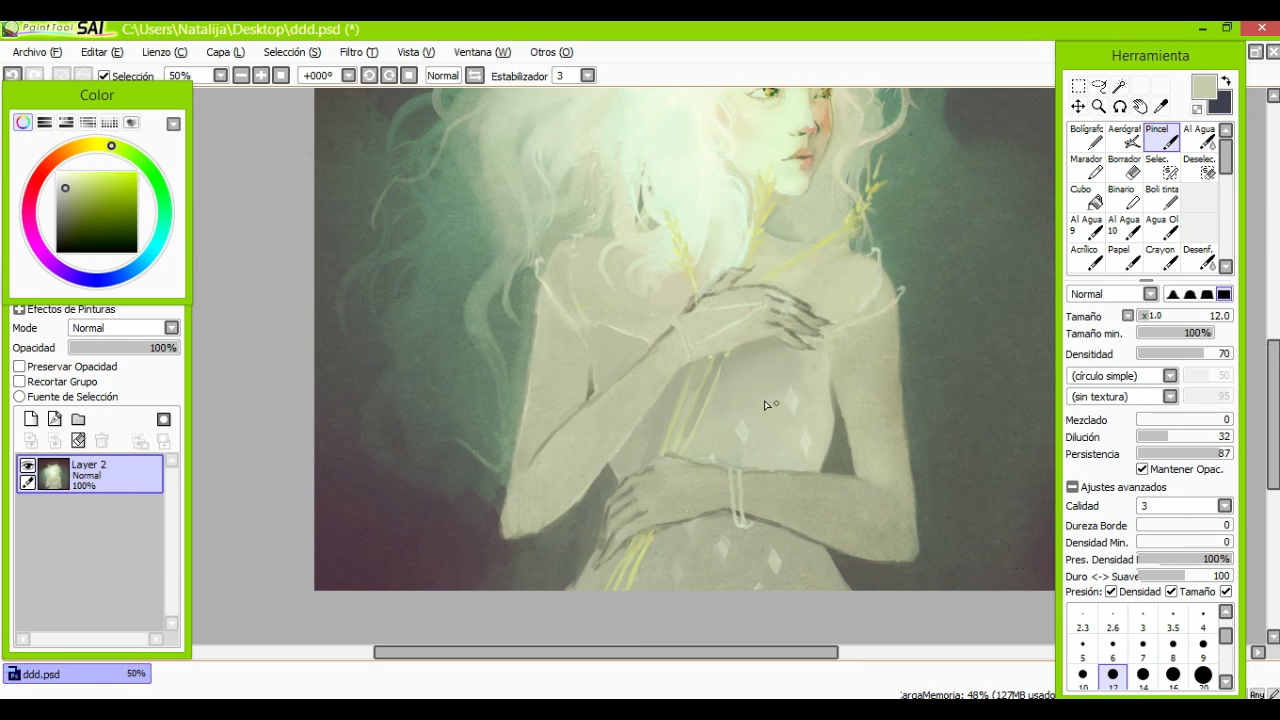 PaintTool SAI C:\Users\Natalija\Desktop\ddd.psd (*)
Archivo (F) Editar (E) Lienzo (C) Capa (L) Selección (S) Filtro (T) Vista (V) Ventana (W) Otros (O)
Selección 50% +000º Normal Estabilizador 3
Color
Efectos de Pinturas
Mode Normal
Opacidad 100%
Preservar Opacidad
Recortar Grupo
Fuente de Selección
Layer 2
Normal
100%
ddd.psd 50%
Herramienta
Bolígrafc Aerógraf Pincel Al Agua
Marador Borrador Selec. Deselec.
Cubo Binario Boli tinta
Al Agua 9 Al Agua 10 Agua Ol
Acrílico Papel Crayon Desenf.
Normal
Tamaño x1.0 12.0
Tamaño min. 100%
Densitidad 70
(círculo simple) 50
(sin textura) 95
Mezclado 0
Dilución 32
Persistencia 87
Mantener Opac.
Ajustes avanzados
Calidad 3
Dureza Borde 0
Densidad Min. 0
Pres. Densidad 100%
Duro <-> Suave 100
Presión: Densidad Tamaño
2.3 2.6 3 3.5 4
5 6 7 8 9
10 12 14 16 20
argaMemoria: 48% (127MB usado
Any